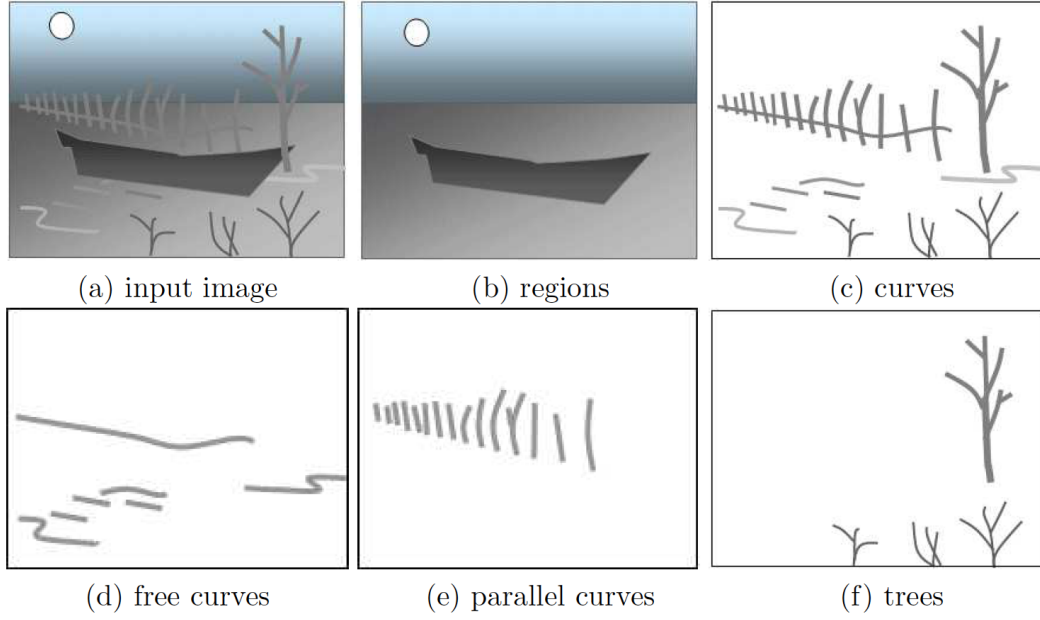 (a) input image
(b) regions
(c) curves
(d) free curves
(e) parallel curves
(f) trees